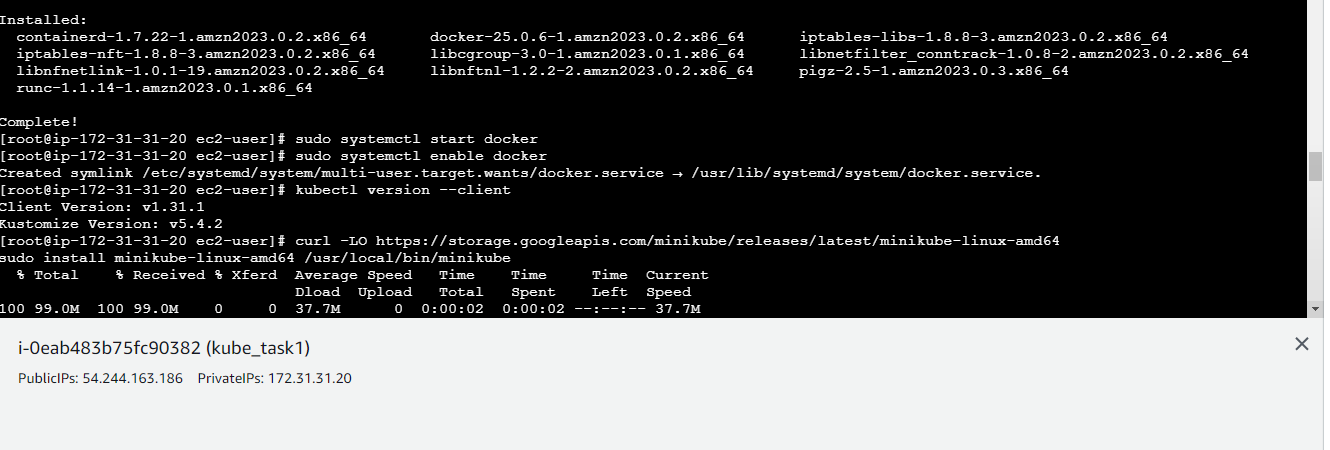 Installed:
containerd-1.7.22-1.amzn2023.0.2.x86_64 docker-25.0.6-1.amzn2023.0.2.x86_64 iptables-libs-1.8.8-3.amzn2023.0.2.x86_64
iptables-nft-1.8.8-3.amzn2023.0.2.x86_64 libcgroup-3.0-1.amzn2023.0.1.x86_64 libnetfilter_conntrack-1.0.8-2.amzn2023.0.2.x86_64
libnfnetlink-1.0.1-19.amzn2023.0.2.x86_64 libnftnl-1.2.2-2.amzn2023.0.2.x86_64 pigz-2.5-1.amzn2023.0.3.x86_64
runc-1.1.14-1.amzn2023.0.1.x86_64
Complete!
[root@ip-172-31-31-20 ec2-user]# sudo systemctl start docker
[root@ip-172-31-31-20 ec2-user]# sudo systemctl enable docker
Created symlink /etc/systemd/system/multi-user.target.wants/docker.service → /usr/lib/systemd/system/docker.service.
[root@ip-172-31-31-20 ec2-user]# kubectl version --client
Client Version: v1.31.1
Kustomize Version: v5.4.2
[root@ip-172-31-31-20 ec2-user]# curl -LO https://storage.googleapis.com/minikube/releases/latest/minikube-linux-amd64
sudo install minikube-linux-amd64 /usr/local/bin/minikube
% Total % Received % Xferd Average Speed Time Time Time Current
Dload Upload Total Spent Left Speed
100 99.0M 100 99.0M 0 0 37.7M 0 0:00:02 0:00:02 --:--:-- 37.7M
i-0eab483b75fc90382 (kube_task1)
PublicIPs: 54.244.163.186 PrivateIPs: 172.31.31.20